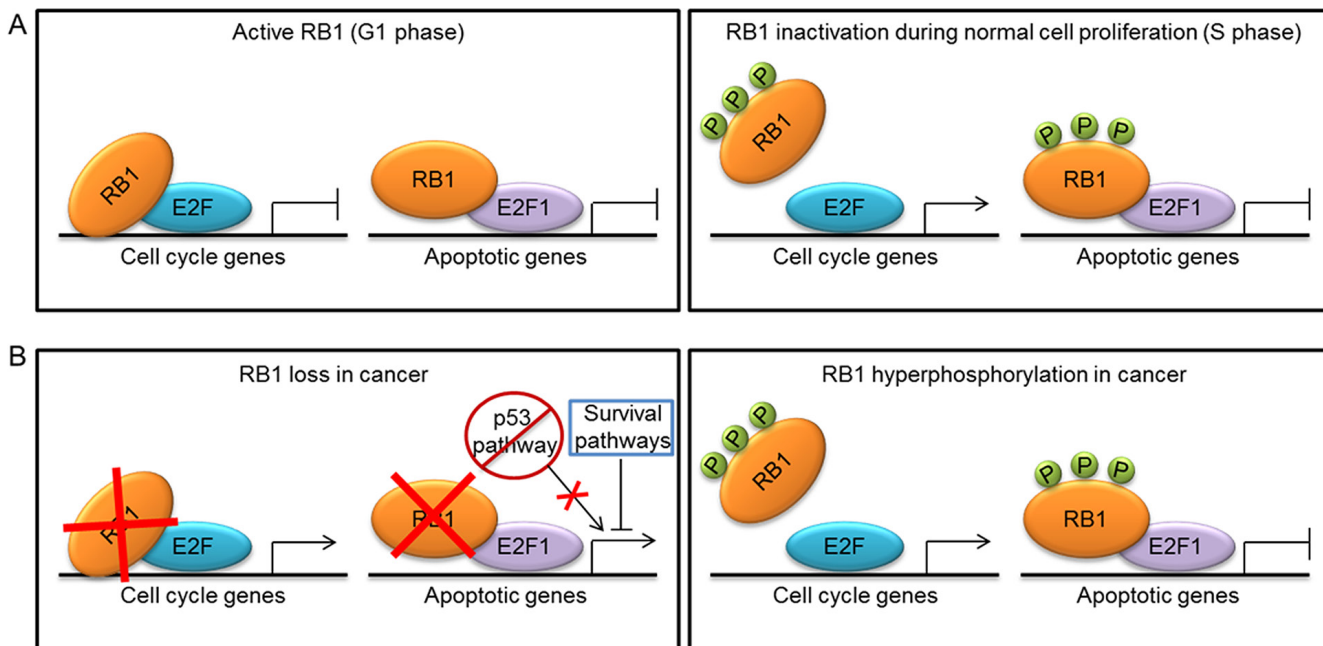 A
Active RB1 (G1 phase)
RB1
E2F
Cell cycle genes
RB1
E2F1
Apoptotic genes
RB1 inactivation during normal cell proliferation (S phase)
P P P
RB1
E2F
Cell cycle genes
P P P
RB1
E2F1
Apoptotic genes
B
RB1 loss in cancer
RB1
E2F
Cell cycle genes
p53
pathway
Survival
pathways
RB1
E2F1
Apoptotic genes
RB1 hyperphosphorylation in cancer
P P P
RB1
E2F
Cell cycle genes
P P P
RB1
E2F1
Apoptotic genes